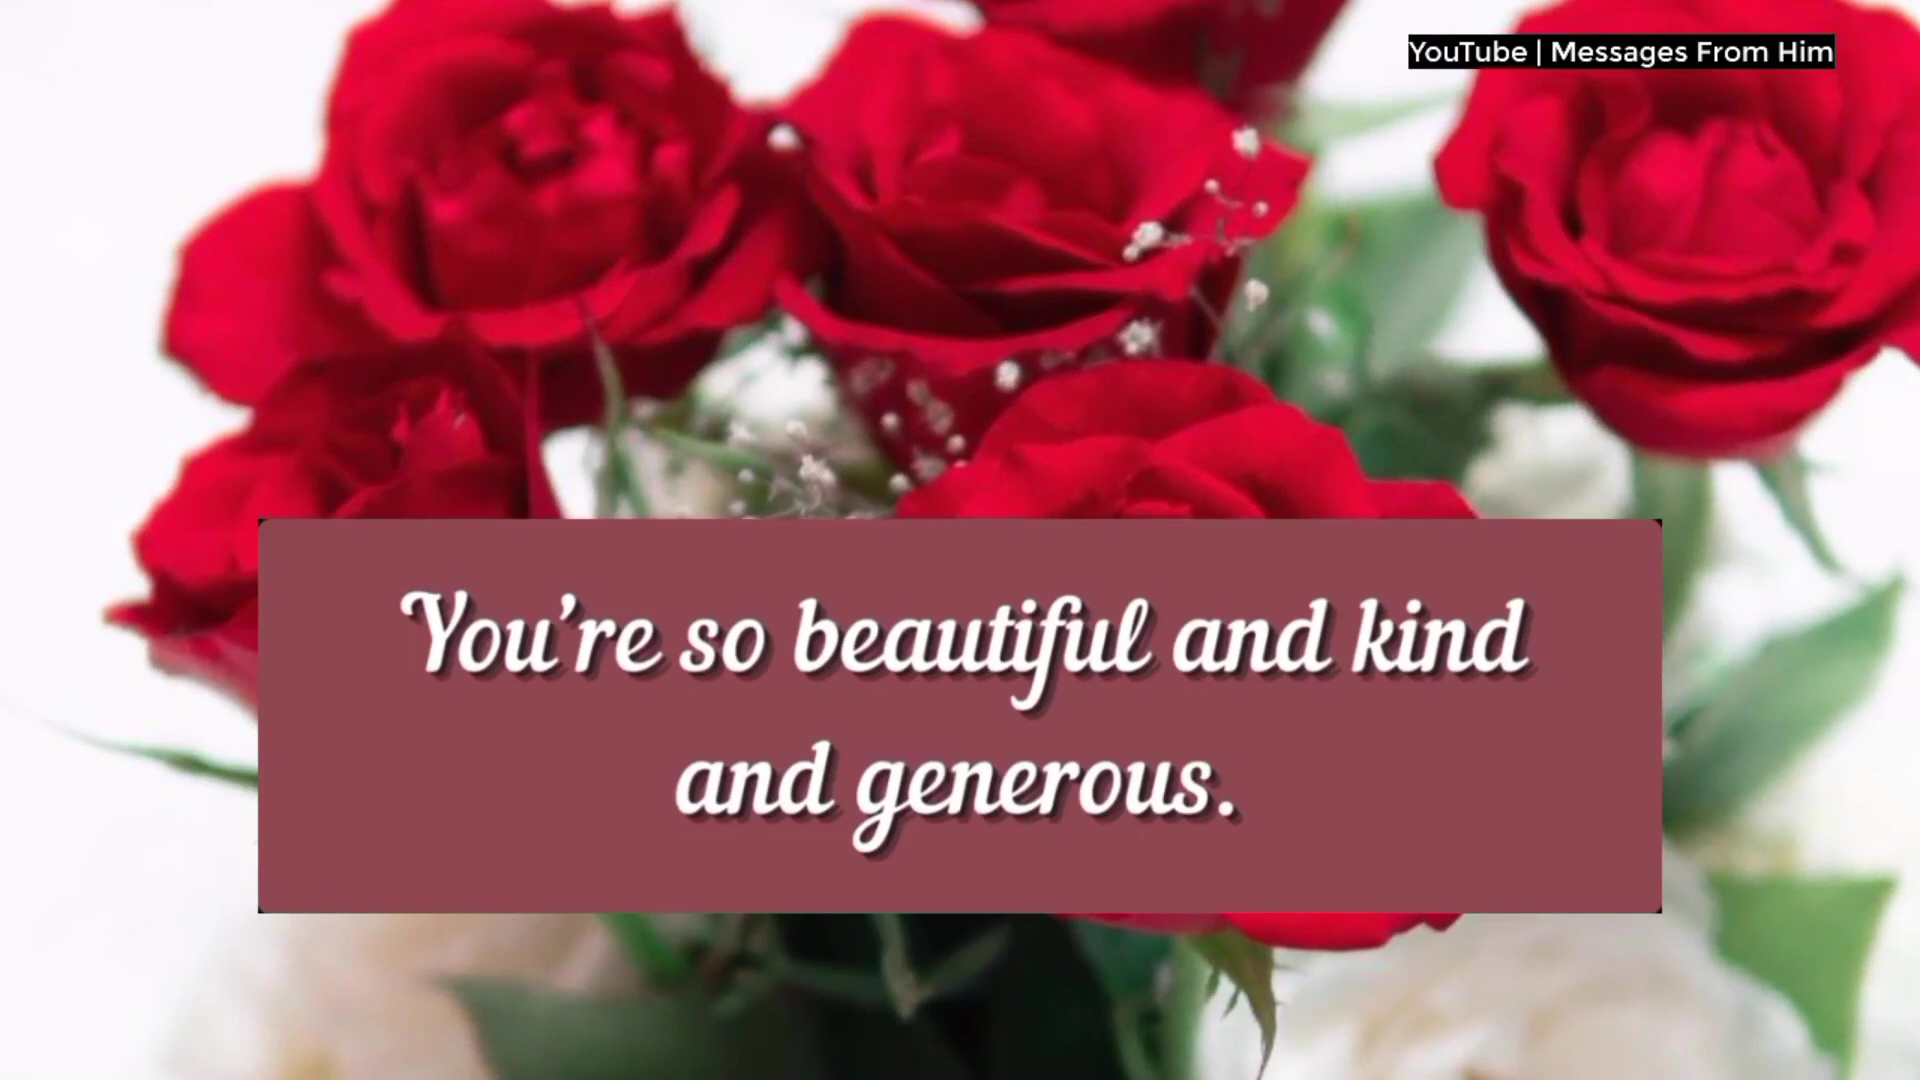 YouTube | Messages From Him
You're so beautiful and kind
and generous.